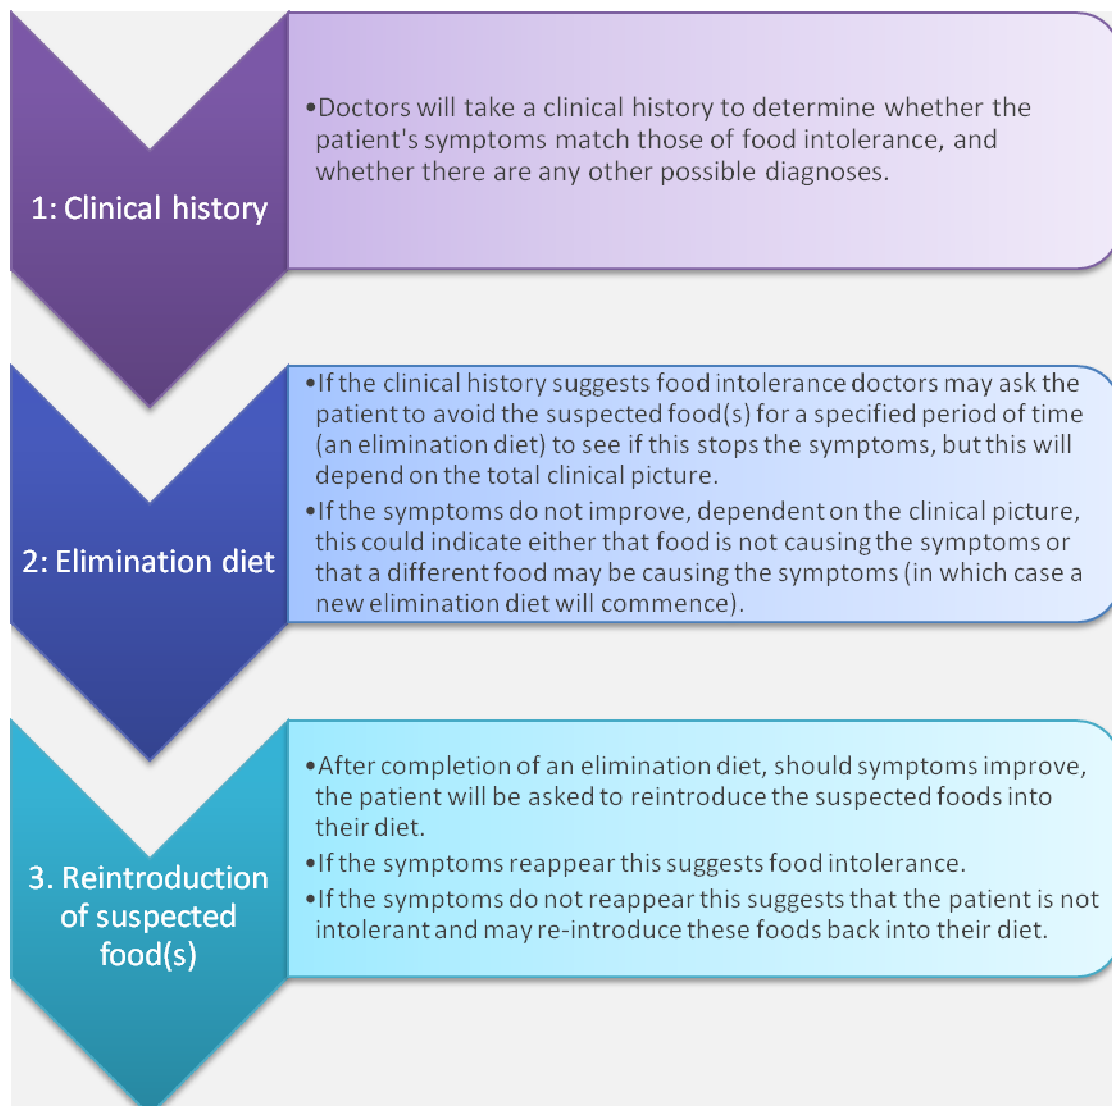 1: Clinical history
•Doctors will take a clinical history to determine whether the
patient's symptoms match those of food intolerance, and
whether there are any other possible diagnoses.
2: Elimination diet
•If the clinical history suggests food intolerance doctors may ask the
patient to avoid the suspected food(s) for a specified period of time
(an elimination diet) to see if this stops the symptoms, but this will
depend on the total clinical picture.
•If the symptoms do not improve, dependent on the clinical picture,
this could indicate either that food is not causing the symptoms or
that a different food may be causing the symptoms (in which case a
new elimination diet will commence).
3. Reintroduction
of suspected
food(s)
•After completion of an elimination diet, should symptoms improve,
the patient will be asked to reintroduce the suspected foods into
their diet.
•If the symptoms reappear this suggests food intolerance.
•If the symptoms do not reappear this suggests that the patient is not
intolerant and may re-introduce these foods back into their diet.